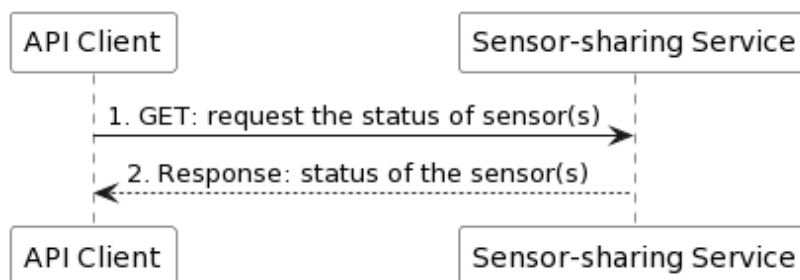 API Client
Sensor-sharing Service
1. GET: request the status of sensor(s)
2. Response: status of the sensor(s)
API Client
Sensor-sharing Service